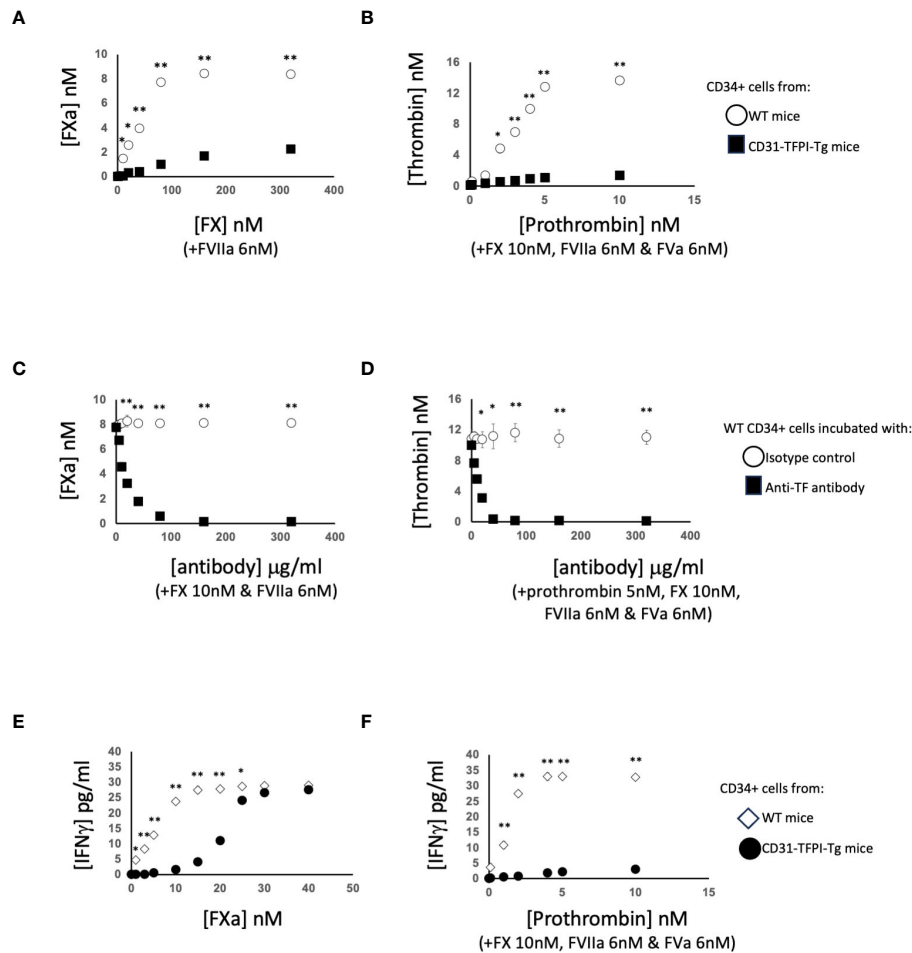 A
[FXa] nM
10
8
6
4
2
0
* * ** ** ** **
0 100 200 300 400
[FX] nM
(+FVIIa 6nM)
B
[Thrombin] nM
16
12
8
4
0
* ** ** ** **
0 5 10 15
[Prothrombin] nM
(+FX 10nM, FVIIa 6nM & FVa 6nM)
CD34+ cells from:
WT mice
CD31-TFPI-Tg mice
C
[FXa] nM
10
8
6
4
2
0
** ** ** ** **
0 100 200 300 400
[antibody] μg/ml
(+FX 10nM & FVIIa 6nM)
D
[Thrombin] nM
16
12
8
4
0
* * ** ** **
0 100 200 300 400
[antibody] μg/ml
(+prothrombin 5nM, FX 10nM,
FVIIa 6nM & FVa 6nM)
WT CD34+ cells incubated with:
Isotype control
Anti-TF antibody
E
[IFNγ] pg/ml
40
35
30
25
20
15
10
5
0
* ** ** ** ** ** *
0 10 20 30 40 50
[FXa] nM
F
[IFNγ] pg/ml
40
35
30
25
20
15
10
5
0
** ** ** ** **
0 5 10 15
[Prothrombin] nM
(+FX 10nM, FVIIa 6nM & FVa 6nM)
CD34+ cells from:
WT mice
CD31-TFPI-Tg mice